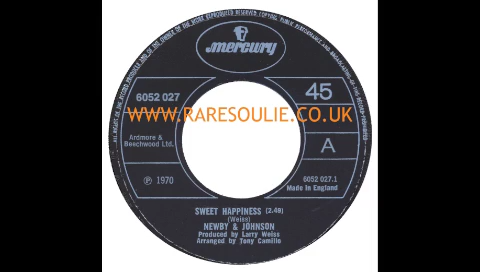 MERCURY
6052 027
45
WWW.RARESOULIE.CO.UK
Ardmore &
Beechwood Ltd.
A
℗ 1970
6052 027.1
Made in England
SWEET HAPPINESS (2.49)
(Weiss)
NEWBY & JOHNSON
Produced by Larry Weiss
Arranged by Tony Camillo